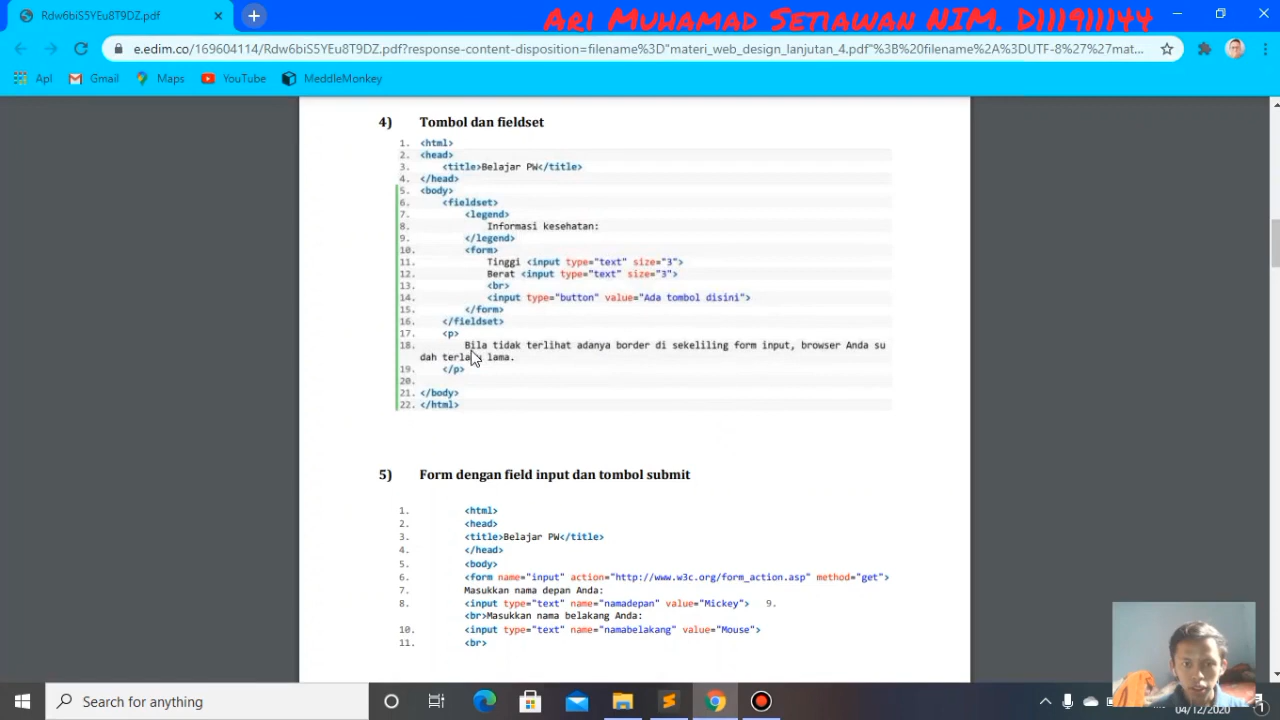 Rdw6biS5YEu8T9DZ.pdf
Ari Muhamad Setiawan NIM. D111911144
e.edim.co/169604114/Rdw6biS5YEu8T9DZ.pdf?response-content-disposition=filename%3D"materi_web_design_lanjutan_4.pdf"%3B%20filename%2A%3DUTF-8%27%27mat...
Apl Gmail Maps YouTube MeddleMonkey
4) Tombol dan fieldset
1. <html>
2. <head>
3. <title>Belajar PW</title>
4. </head>
5. <body>
6. <fieldset>
7. <legend>
8. Informasi kesehatan:
9. </legend>
10. <form>
11. Tinggi <input type="text" size="3">
12. Berat <input type="text" size="3">
13. <br>
14. <input type="button" value="Ada tombol disini">
15. </form>
16. </fieldset>
17. <p>
18. Bila tidak terlihat adanya border di sekeliling form input, browser Anda su
dah lama.
19. </p>
20.
21. </body>
22. </html>
5) Form dengan field input dan tombol submit
1. <html>
2. <head>
3. <title>Belajar PW</title>
4. </head>
5. <body>
6. <form name="input" action="http://www.w3c.org/form_action.asp" method="get">
7. Masukkan nama depan Anda:
8. <input type="text" name="namadepan" value="Mickey"> 9.
<br>Masukkan nama belakang Anda:
10. <input type="text" name="namabelakang" value="Mouse">
11. <br>
Search for anything
04/12/2020